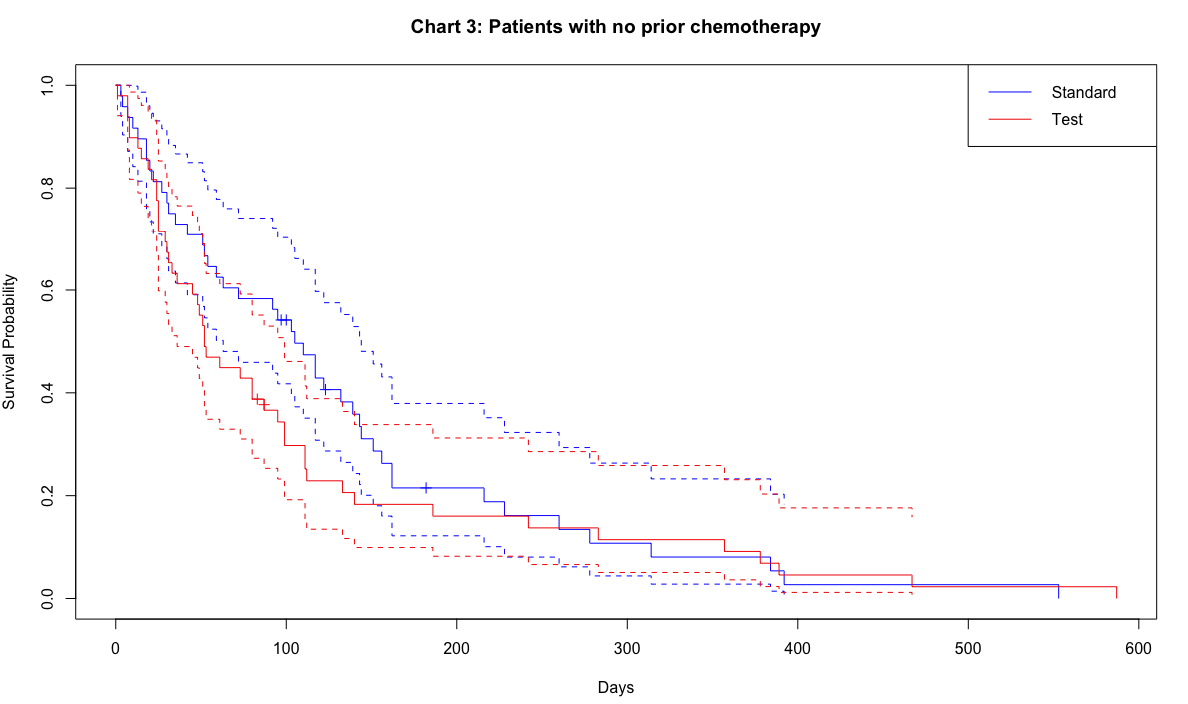 Chart 3: Patients with no prior chemotherapy
Standard
Test
Survival Probability
1.0
0.8
0.6
0.4
0.2
0.0
0 100 200 300 400 500 600
Days